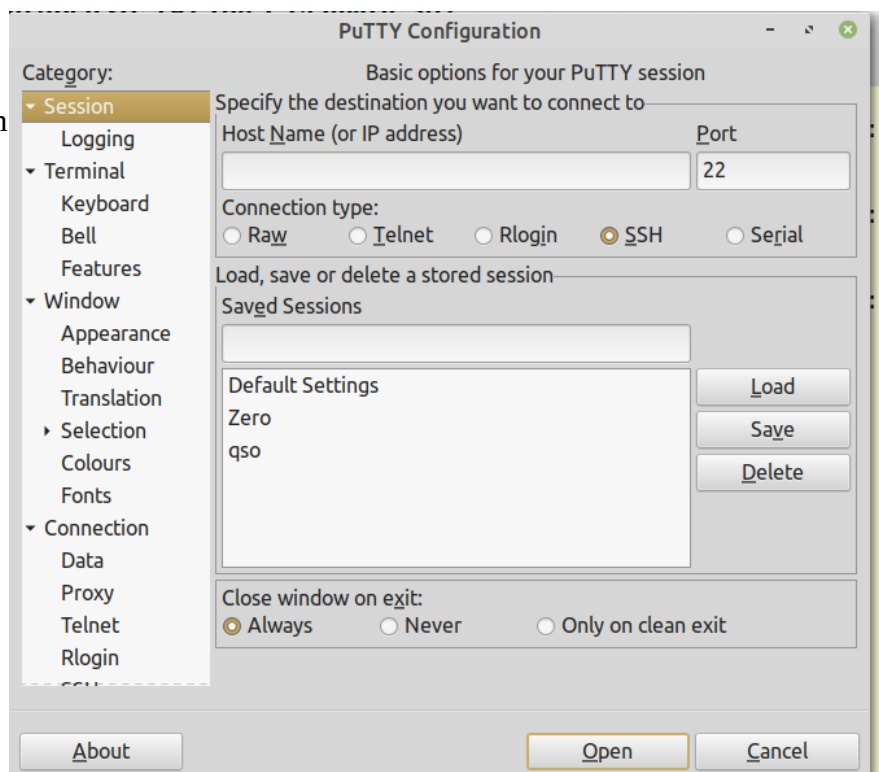 PuTTY Configuration
Category:
Session
Logging
Terminal
Keyboard
Bell
Features
Window
Appearance
Behaviour
Translation
Selection
Colours
Fonts
Connection
Data
Proxy
Telnet
Rlogin
Basic options for your PuTTY session
Specify the destination you want to connect to
Host Name (or IP address) Port
22
Connection type:
Raw Telnet Rlogin SSH Serial
Load, save or delete a stored session
Saved Sessions
Default Settings
Zero
qso
Load
Save
Delete
Close window on exit:
Always Never Only on clean exit
About Open Cancel